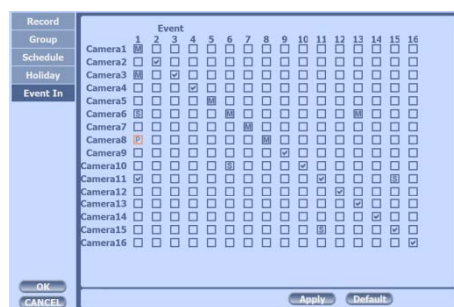 Record
Group
Schedule
Holiday
Event In
Event
1 2 3 4 5 6 7 8 9 10 11 12 13 14 15 16
Camera1 M
Camera2
Camera3 M
Camera4
Camera5 M
Camera6 S M M
Camera7 M
Camera8 P M
Camera9
Camera10 S
Camera11 S
Camera12
Camera13
Camera14
Camera15 S
Camera16
OK
CANCEL
Apply Default